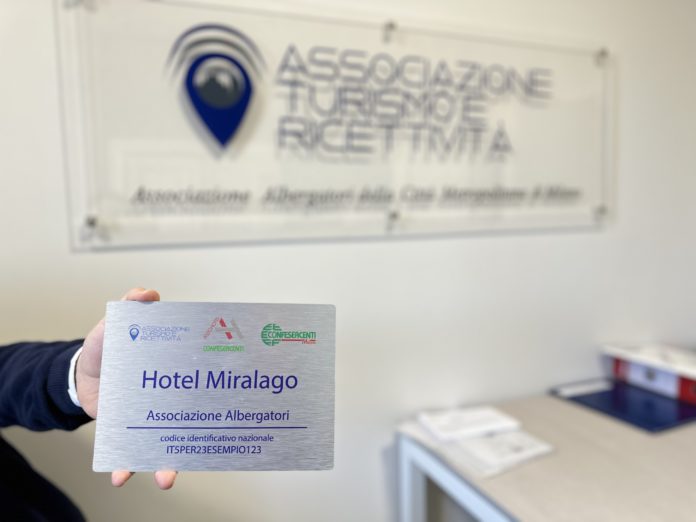 ASSOCIAZIONE
TURISMO E
RICETTIVITÀ
Associazione Albergatori della Città Metropolitana di Milano
ASSOCIAZIONE
TURISMO E
RICETTIVITÀ
CONFESERCENTI
CONFESERCENTI
Hotel Miralago
Associazione Albergatori
codice identificativo nazionale
IT5PER23ESEMPIO123